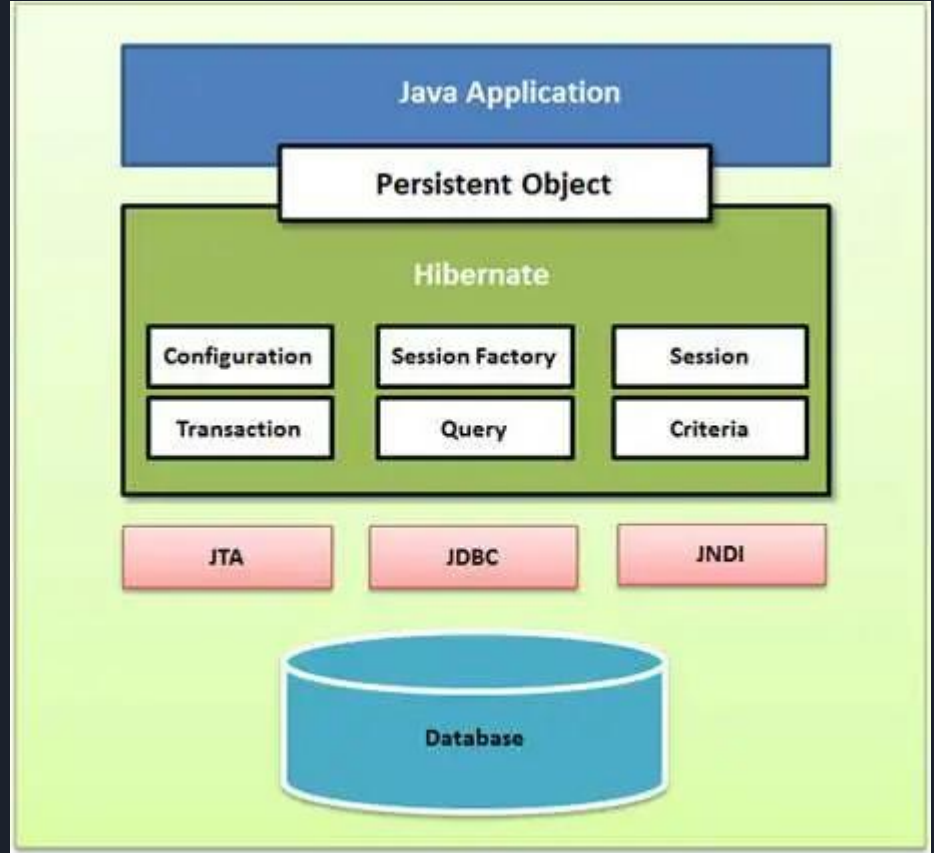 Java Application
Persistent Object
Hibernate
Configuration
Session Factory
Session
Transaction
Query
Criteria
JTA
JDBC
JNDI
Database